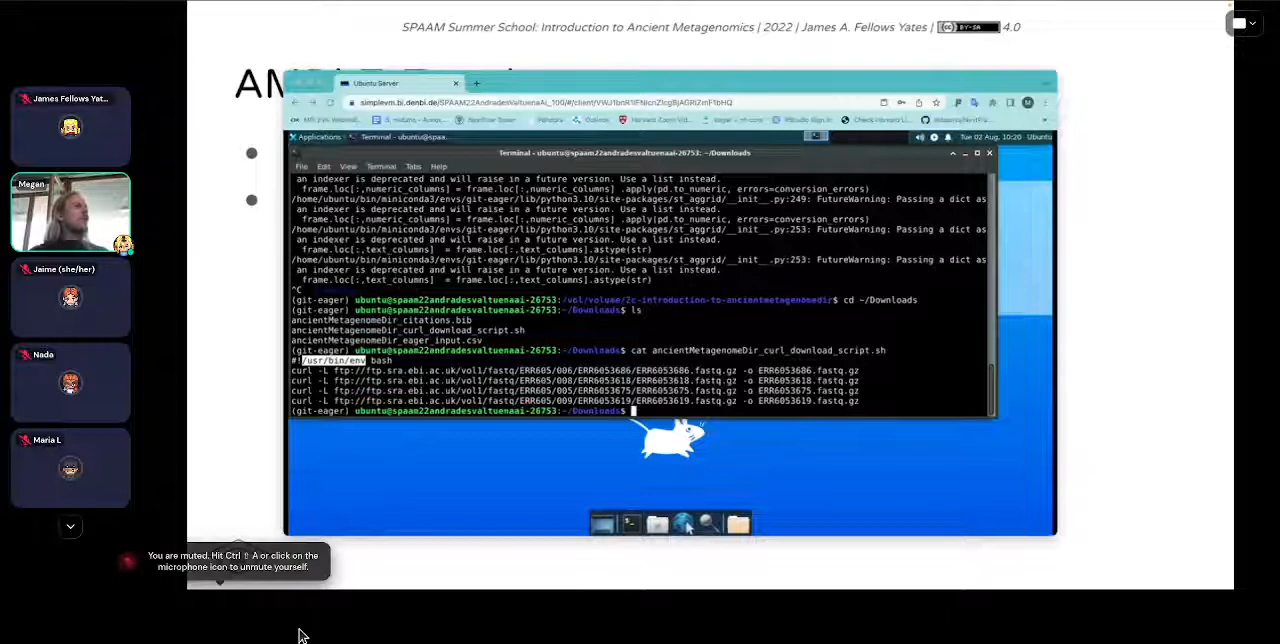 SPAAM Summer School: Introduction to Ancient Metagenomics | 2022 | James A. Fellows Yates | (cc) BY-SA 4.0
James Fellows Yat...
Megan
Jaime (she/her)
Nada
Maria L
You are muted. Hit Ctrl ⇧ A or click on the
microphone icon to unmute yourself.
Ubuntu Server
Applications
Terminal - ubuntu@spaa...
Tue 02 Aug, 10:20 Ubuntu
Terminal - ubuntu@spaam22andradesvaltuenaai-26753: ~/Downloads
File Edit View Terminal Tabs Help
an indexer is deprecated and will raise in a future version. Use a list instead.
frame.loc[:,numeric_columns] = frame.loc[:,numeric_columns] .apply(pd.to_numeric, errors=conversion_errors)
/home/ubuntu/bin/miniconda3/envs/git-eager/lib/python3.10/site-packages/st_aggrid/__init__.py:249: FutureWarning: Passing a dict as
an indexer is deprecated and will raise in a future version. Use a list instead.
frame.loc[:,numeric_columns] = frame.loc[:,numeric_columns] .apply(pd.to_numeric, errors=conversion_errors)
/home/ubuntu/bin/miniconda3/envs/git-eager/lib/python3.10/site-packages/st_aggrid/__init__.py:253: FutureWarning: Passing a dict as
an indexer is deprecated and will raise in a future version. Use a list instead.
frame.loc[:,text_columns] = frame.loc[:,text_columns].astype(str)
/home/ubuntu/bin/miniconda3/envs/git-eager/lib/python3.10/site-packages/st_aggrid/__init__.py:253: FutureWarning: Passing a dict as
an indexer is deprecated and will raise in a future version. Use a list instead.
frame.loc[:,text_columns] = frame.loc[:,text_columns].astype(str)
^C
(git-eager) ubuntu@spaam22andradesvaltuenaai-26753:/vol/volume/2c-introduction-to-ancientmetagenomedir$ cd ~/Downloads
(git-eager) ubuntu@spaam22andradesvaltuenaai-26753:~/Downloads$ ls
ancientMetagenomeDir_citations.bib
ancientMetagenomeDir_curl_download_script.sh
ancientMetagenomeDir_eager_input.csv
(git-eager) ubuntu@spaam22andradesvaltuenaai-26753:~/Downloads$ cat ancientMetagenomeDir_curl_download_script.sh
#!/usr/bin/env bash
curl -L ftp://ftp.sra.ebi.ac.uk/vol1/fastq/ERR605/006/ERR6053686/ERR6053686.fastq.gz -o ERR6053686.fastq.gz
curl -L ftp://ftp.sra.ebi.ac.uk/vol1/fastq/ERR605/008/ERR6053618/ERR6053618.fastq.gz -o ERR6053618.fastq.gz
curl -L ftp://ftp.sra.ebi.ac.uk/vol1/fastq/ERR605/005/ERR6053675/ERR6053675.fastq.gz -o ERR6053675.fastq.gz
curl -L ftp://ftp.sra.ebi.ac.uk/vol1/fastq/ERR605/009/ERR6053619/ERR6053619.fastq.gz -o ERR6053619.fastq.gz
(git-eager) ubuntu@spaam22andradesvaltuenaai-26753:~/Downloads$